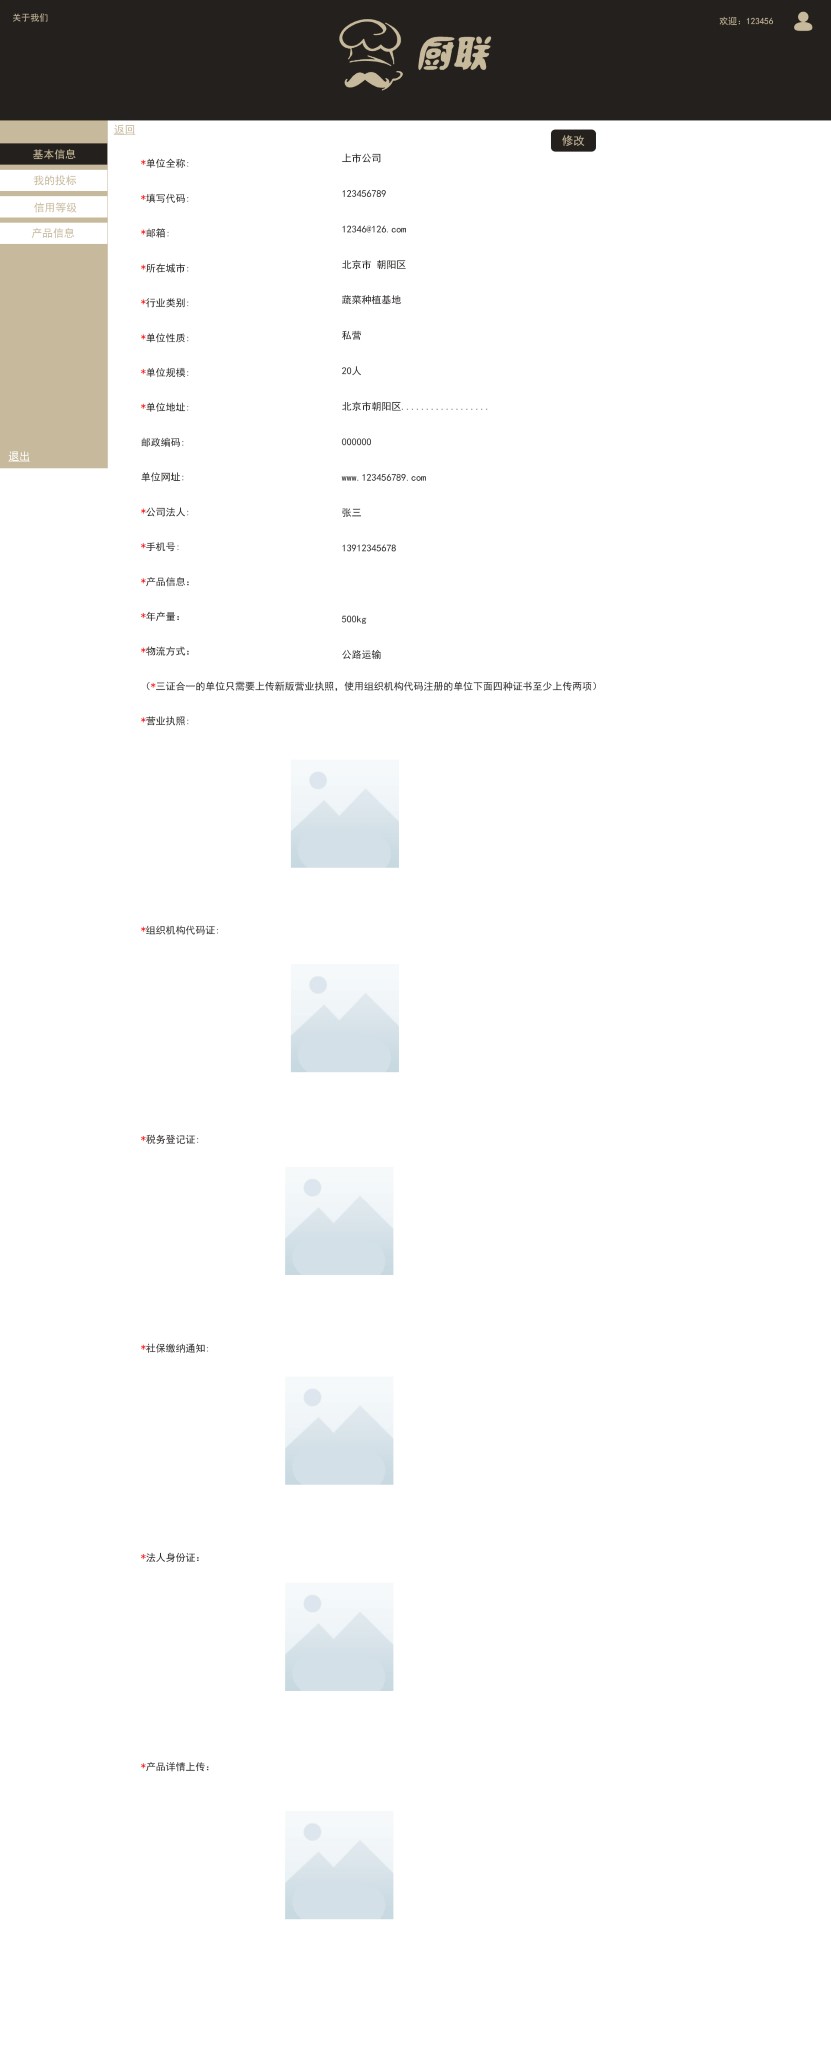 关于我们
厨联
欢迎：123456
返回
修改
基本信息
我的投标
信用等级
产品信息
退出
*单位全称: 上市公司
*填写代码: 123456789
*邮箱: 12346@126.com
*所在城市: 北京市 朝阳区
*行业类别: 蔬菜种植基地
*单位性质: 私营
*单位规模: 20人
*单位地址: 北京市朝阳区..................
邮政编码: 000000
单位网址: www.123456789.com
*公司法人: 张三
*手机号: 13912345678
*产品信息：
*年产量： 500kg
*物流方式： 公路运输
（*三证合一的单位只需要上传新版营业执照，使用组织机构代码注册的单位下面四种证书至少上传两项）
*营业执照:
*组织机构代码证:
*税务登记证:
*社保缴纳通知:
*法人身份证：
*产品详情上传：